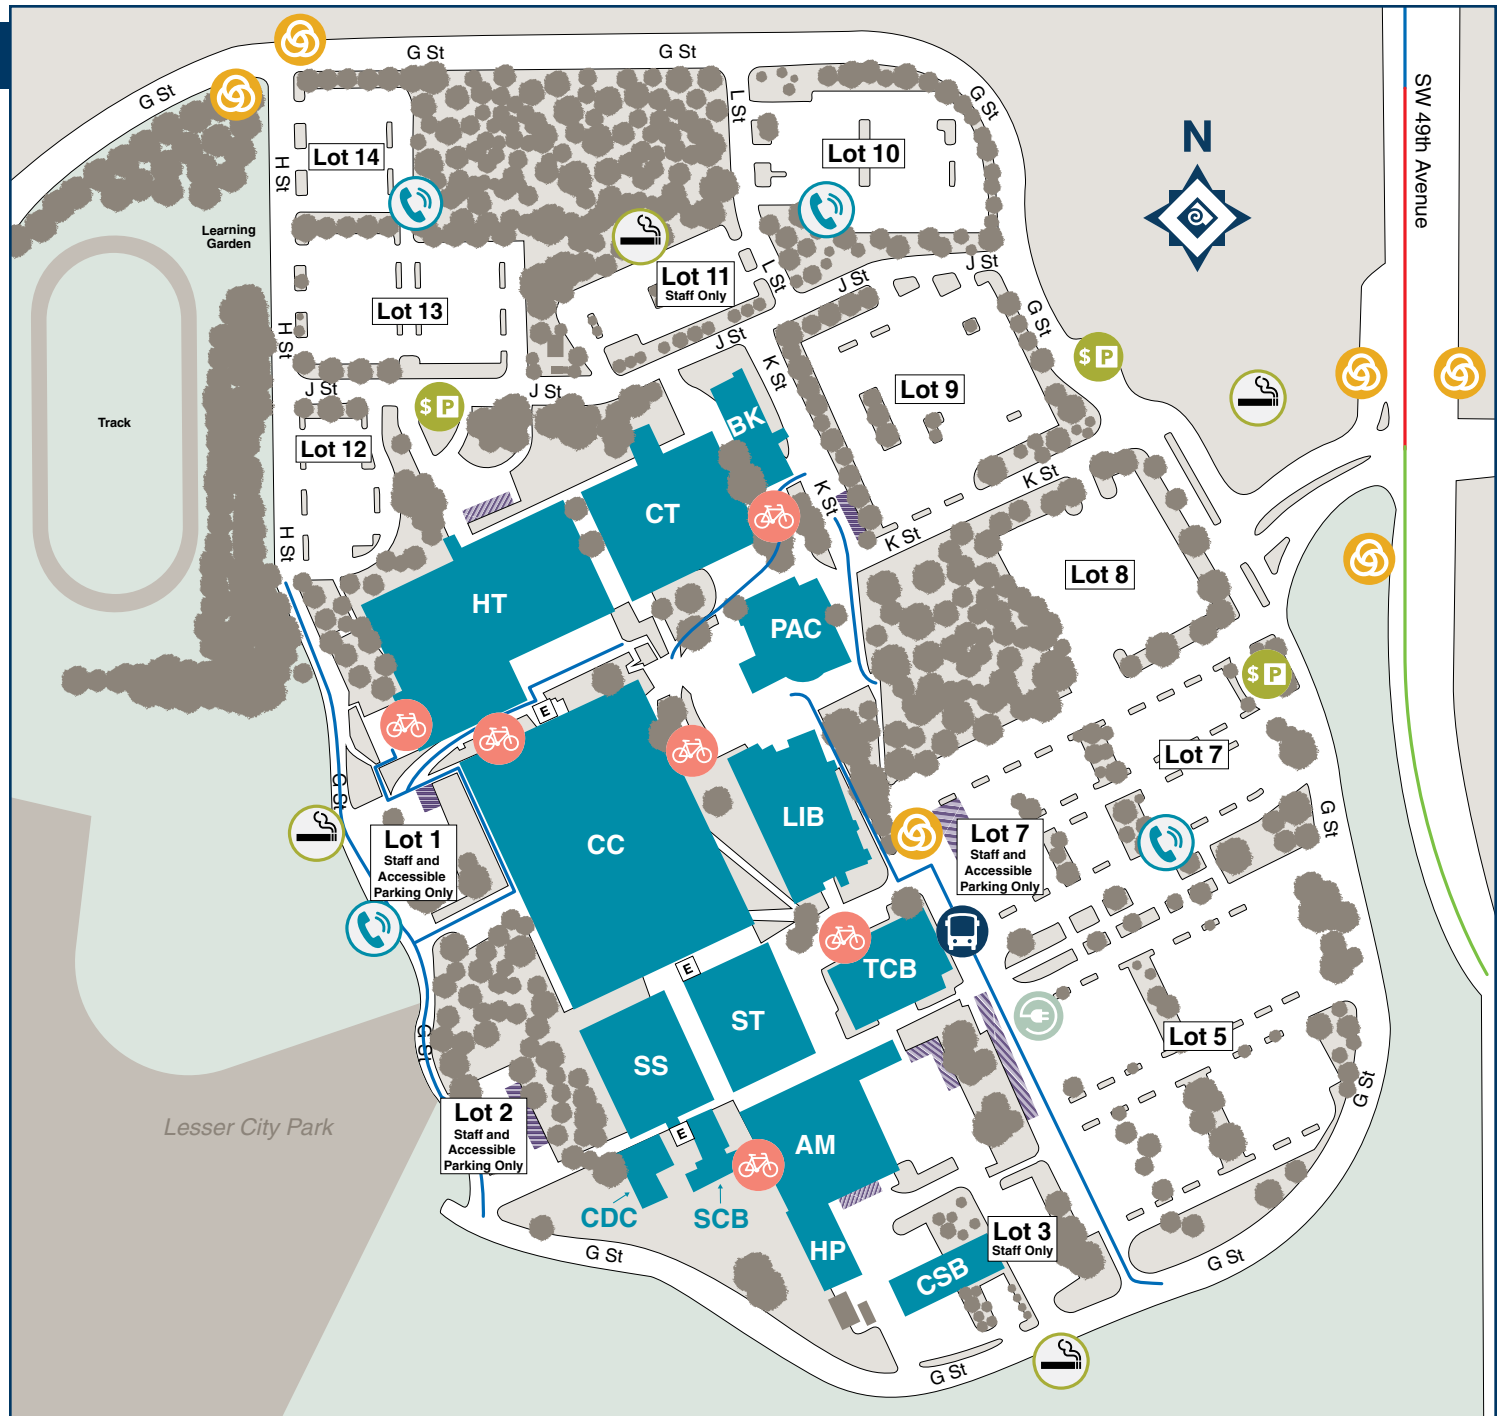 G St
G St
G St
G St
SW 49th Avenue
L St
N
Lot 14
Lot 10
H St
Learning
Garden
Lot 11
Staff Only
L St
J St
J St
G St
Lot 13
H St
J St
K St
$ P
Lot 9
J St
J St
$ P
Track
BK
Lot 12
K St
K St
CT
H St
K St
Lot 8
HT
PAC
$ P
E
Lot 7
G St
LIB
G St
Lot 1
Staff and
Accessible
Parking Only
CC
Lot 7
Staff and
Accessible
Parking Only
TCB
E
ST
G St
Lot 5
SS
G St
Lesser City Park
Lot 2
Staff and
Accessible
Parking Only
E
AM
CDC
SCB
HP
Lot 3
Staff Only
G St
G St
CSB
G St